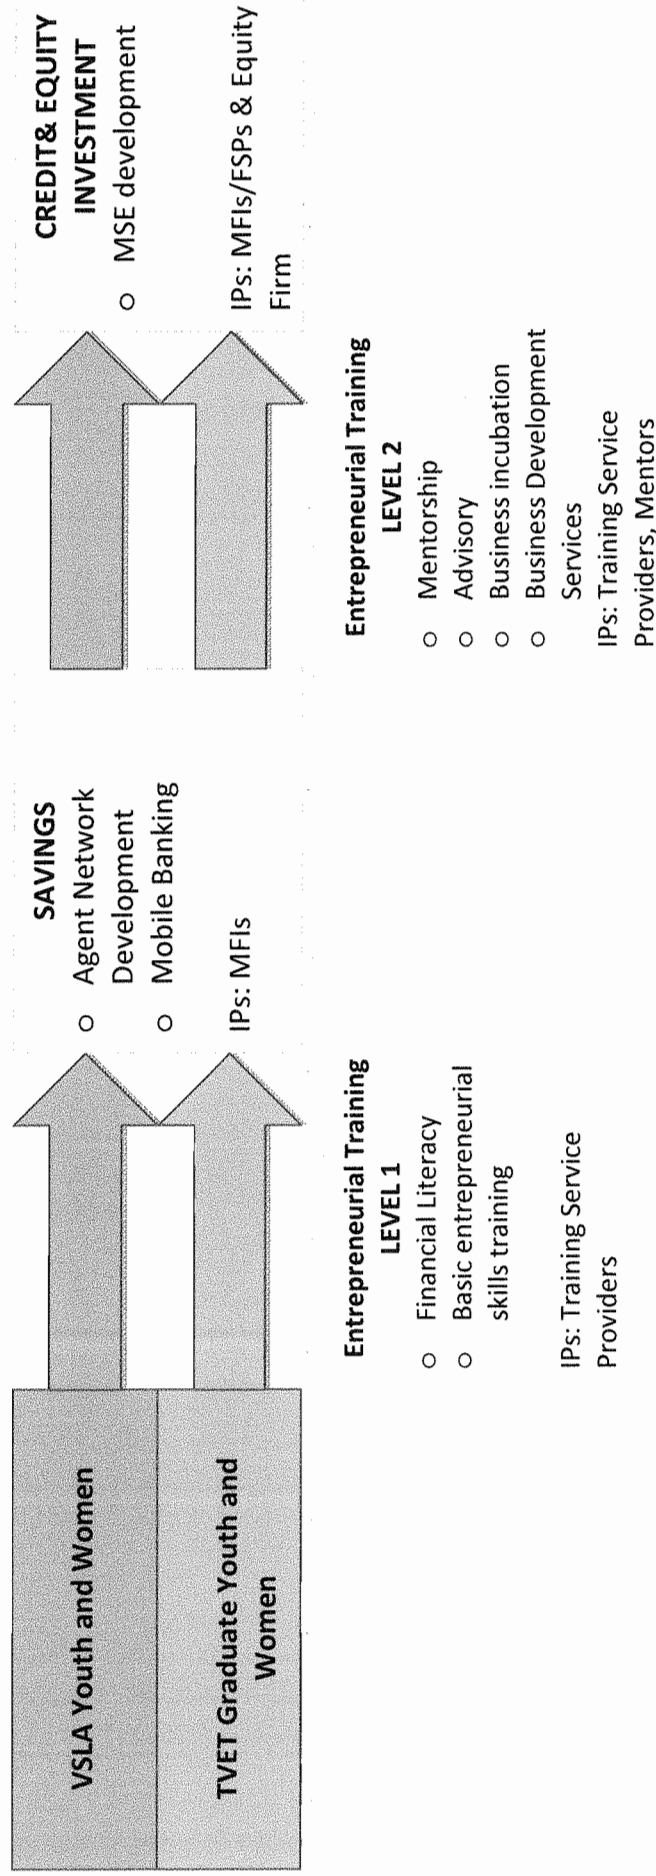 VSLA Youth and Women
TVET Graduate Youth and
Women
Entrepreneurial Training
LEVEL 1
○ Financial Literacy
○ Basic entrepreneurial
skills training
IPs: Training Service
Providers
SAVINGS
○ Agent Network
Development
○ Mobile Banking
IPs: MFIs
Entrepreneurial Training
LEVEL 2
○ Mentorship
○ Advisory
○ Business incubation
○ Business Development
Services
IPs: Training Service
Providers, Mentors
CREDIT& EQUITY
INVESTMENT
○ MSE development
IPs: MFIs/FSPs & Equity
Firm